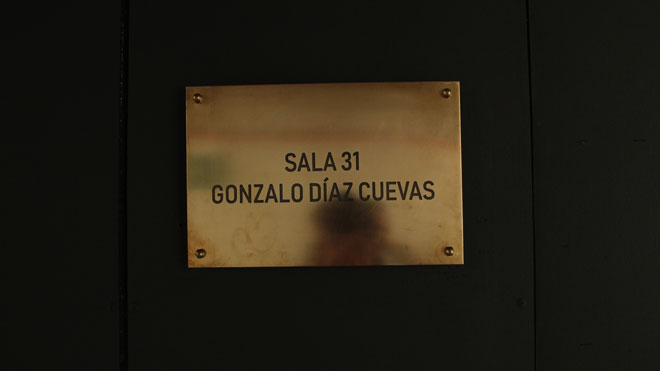 SALA 31
GONZALO DÍAZ CUEVAS